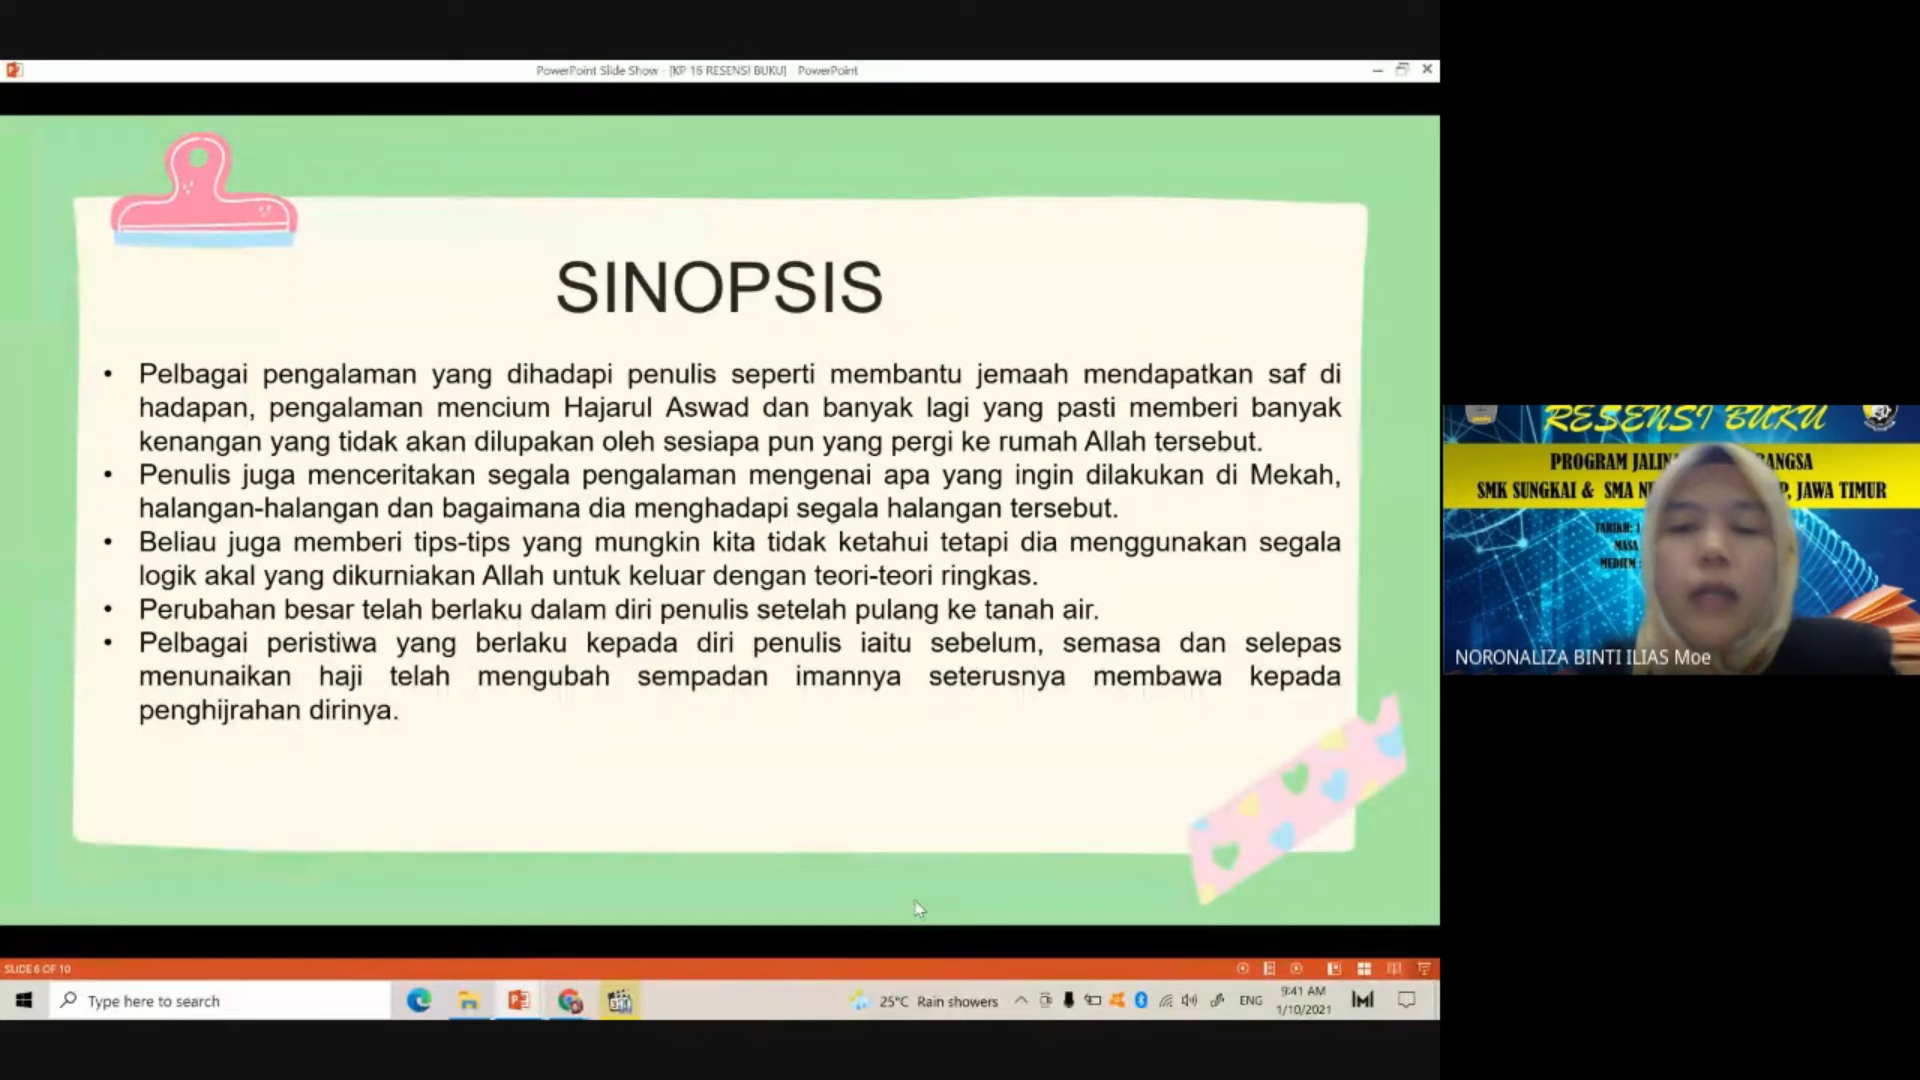 PowerPoint Slide Show - [KP 16 RESENSI BUKU] - PowerPoint
SINOPSIS
• Pelbagai pengalaman yang dihadapi penulis seperti membantu jemaah mendapatkan saf di
hadapan, pengalaman mencium Hajarul Aswad dan banyak lagi yang pasti memberi banyak
kenangan yang tidak akan dilupakan oleh sesiapa pun yang pergi ke rumah Allah tersebut.
• Penulis juga menceritakan segala pengalaman mengenai apa yang ingin dilakukan di Mekah,
halangan-halangan dan bagaimana dia menghadapi segala halangan tersebut.
• Beliau juga memberi tips-tips yang mungkin kita tidak ketahui tetapi dia menggunakan segala
logik akal yang dikurniakan Allah untuk keluar dengan teori-teori ringkas.
• Perubahan besar telah berlaku dalam diri penulis setelah pulang ke tanah air.
• Pelbagai peristiwa yang berlaku kepada diri penulis iaitu sebelum, semasa dan selepas
menunaikan haji telah mengubah sempadan imannya seterusnya membawa kepada
penghijrahan dirinya.
SLIDE 6 OF 10
Type here to search
25°C Rain showers
ENG
9:41 AM
1/10/2021
RESENSI BUKU
PROGRAM
SMK SUNGKAI & SMA
JAWA TIMUR
TARIKH: 1
MASA
MEDIUM :
NORONALIZA BINTI ILIAS Moe